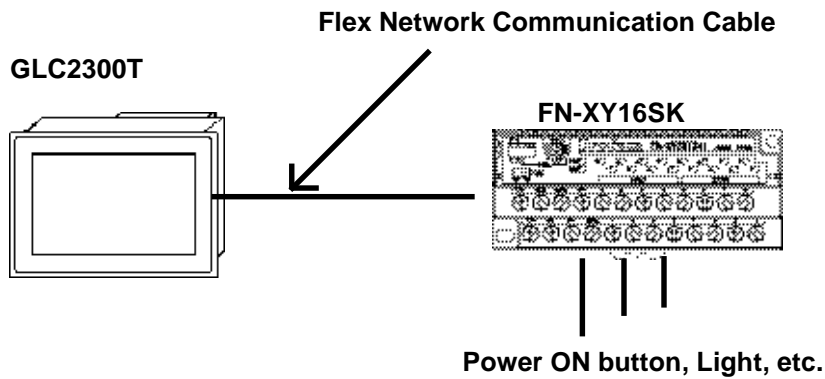 Flex Network Communication Cable
GLC2300T
FN-XY16SK
Power ON button, Light, etc.